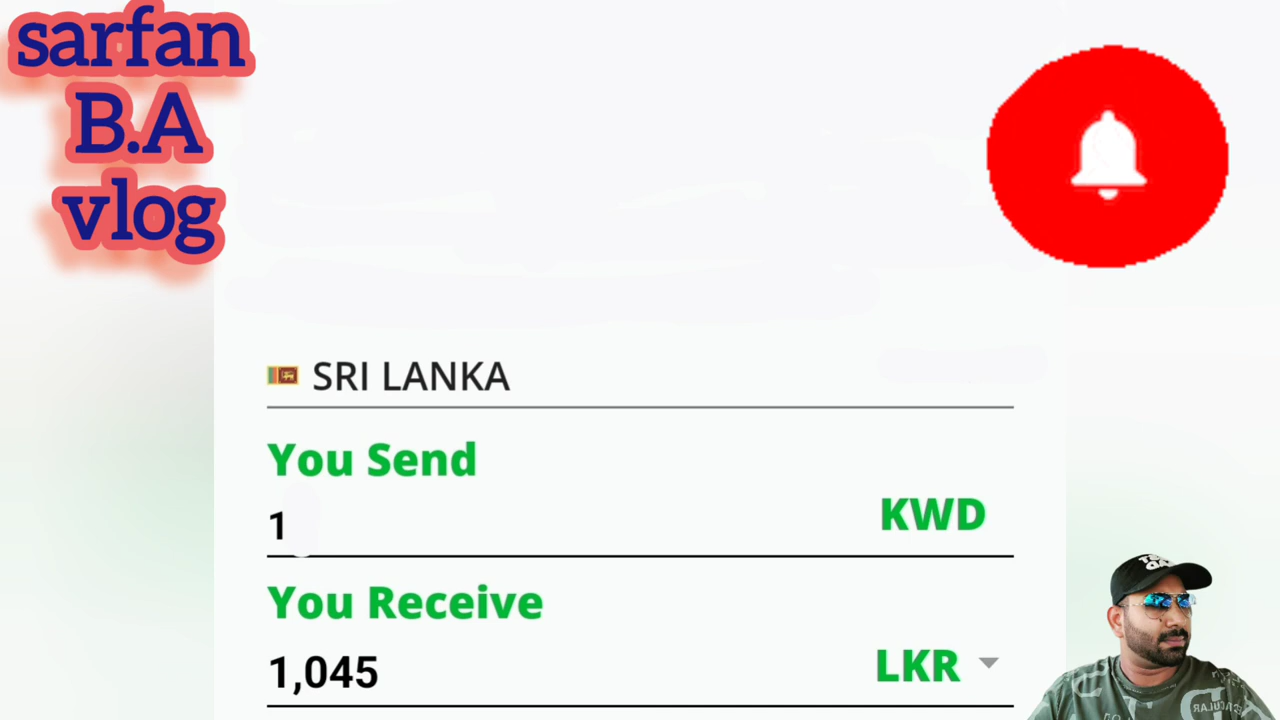 sarfan
B.A
vlog
SRI LANKA
You Send
1
KWD
You Receive
1,045
LKR